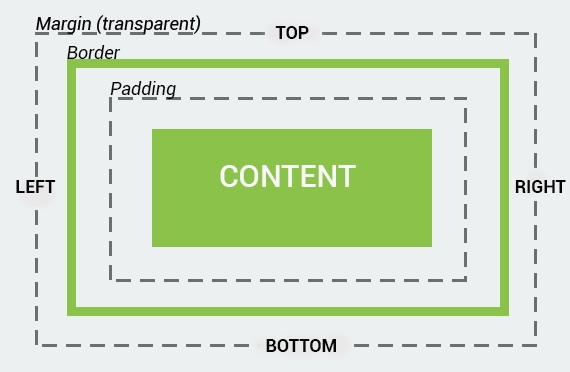 Margin (transparent)
TOP
Border
Padding
CONTENT
LEFT
RIGHT
BOTTOM